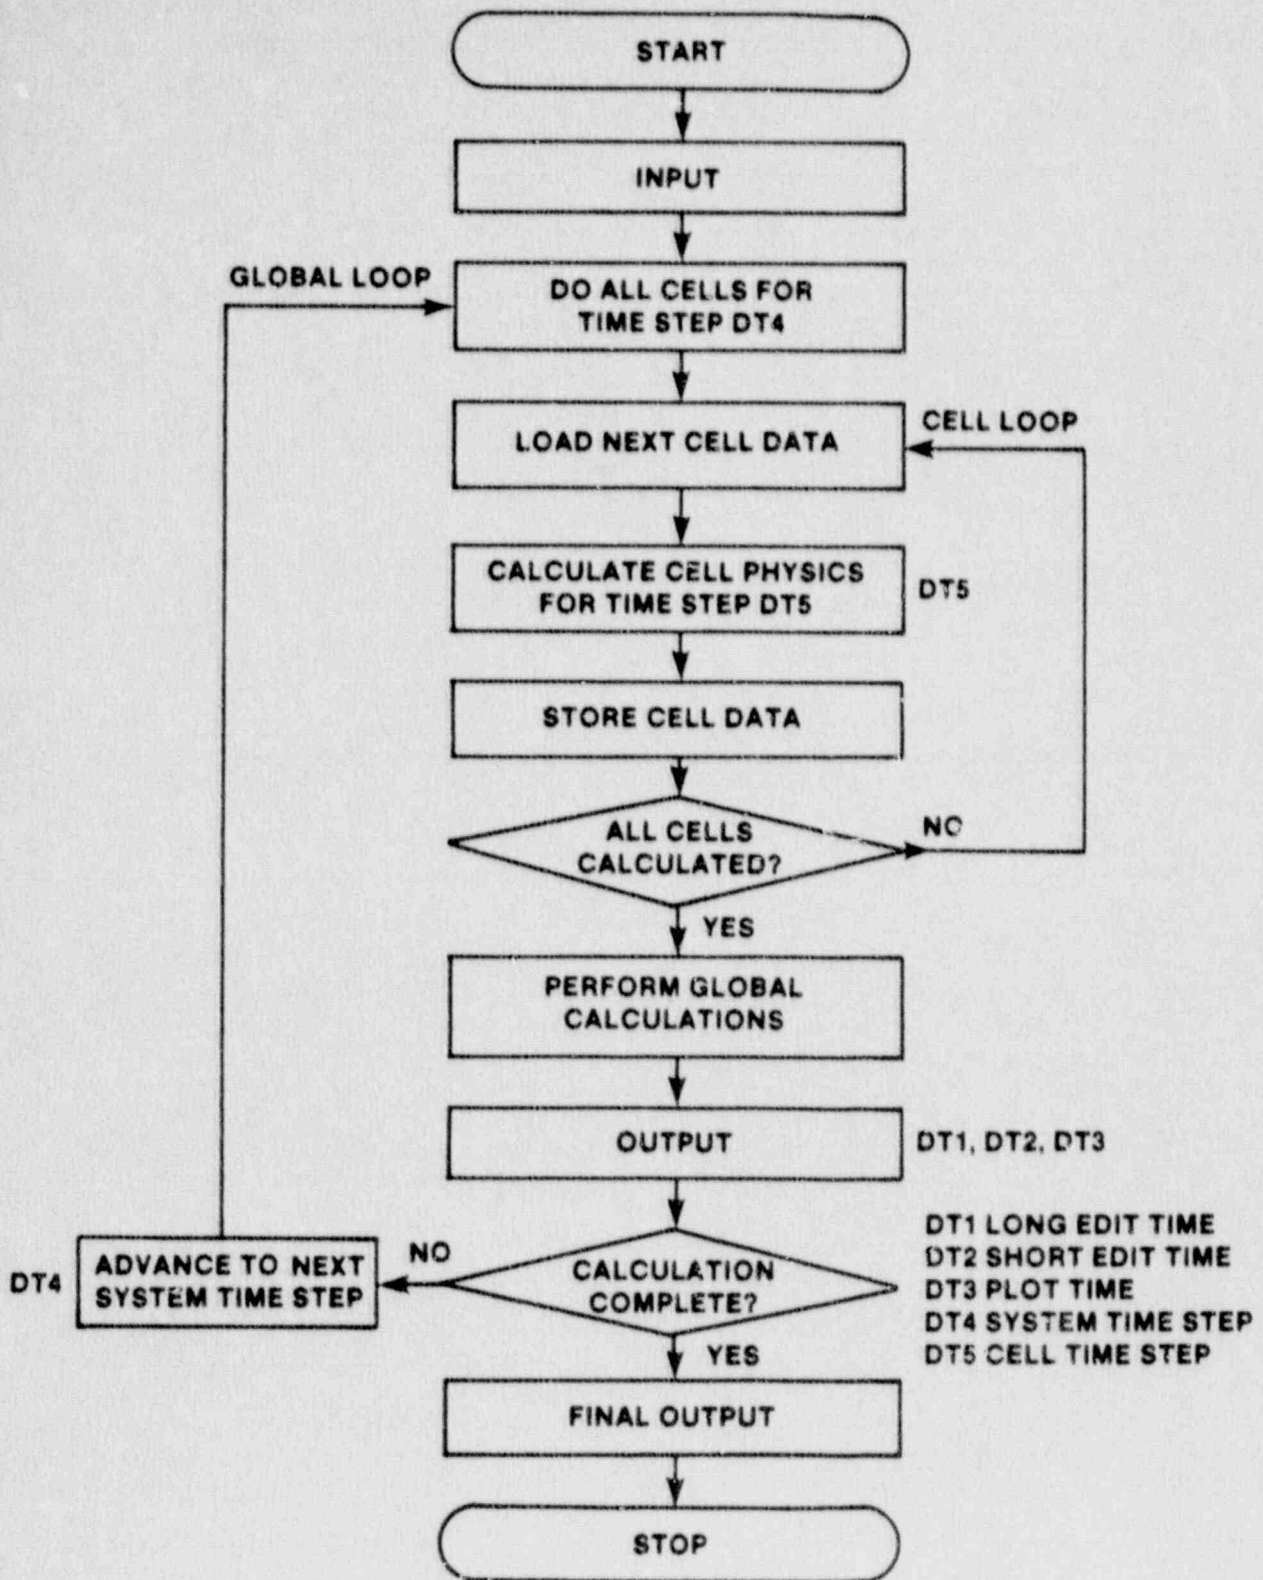 START
INPUT
GLOBAL LOOP
DO ALL CELLS FOR
TIME STEP DT4
CELL LOOP
LOAD NEXT CELL DATA
CALCULATE CELL PHYSICS
FOR TIME STEP DT5
DT5
STORE CELL DATA
ALL CELLS
CALCULATED?
NO
YES
PERFORM GLOBAL
CALCULATIONS
OUTPUT
DT1, DT2, DT3
DT4
ADVANCE TO NEXT
SYSTEM TIME STEP
NO
CALCULATION
COMPLETE?
DT1 LONG EDIT TIME
DT2 SHORT EDIT TIME
DT3 PLOT TIME
DT4 SYSTEM TIME STEP
DT5 CELL TIME STEP
YES
FINAL OUTPUT
STOP